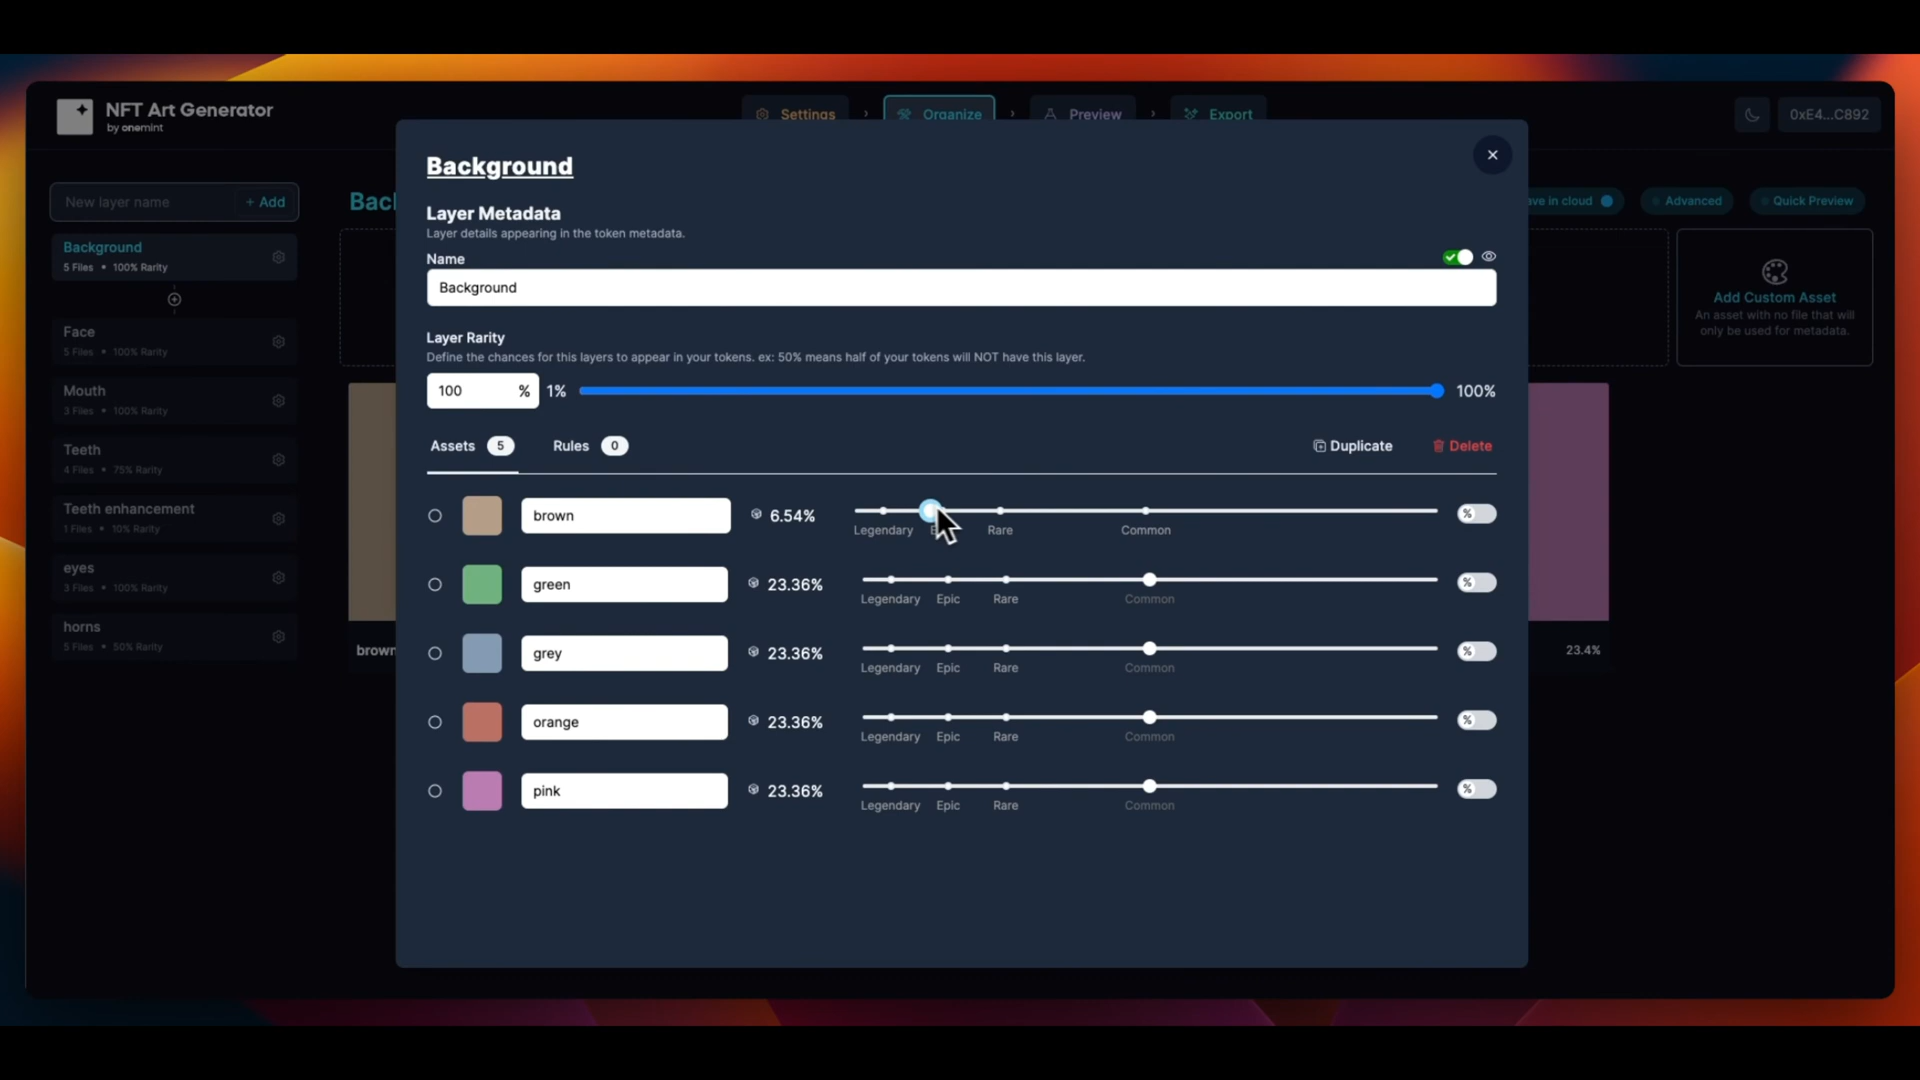 NFT Art Generator
by onemint
Settings
Organize
Preview
Export
0xE4...C892
New layer name
+ Add
Background
5 Files • 100% Rarity
Face
5 Files • 100% Rarity
Mouth
3 Files • 100% Rarity
Teeth
4 Files • 75% Rarity
Teeth enhancement
1 Files • 10% Rarity
eyes
3 Files • 100% Rarity
horns
5 Files • 50% Rarity
Bac
ave in cloud
Advanced
Quick Preview
Add Custom Asset
An asset with no file that will
only be used for metadata.
brown
23.4%
Background
Layer Metadata
Layer details appearing in the token metadata.
Name
Background
Layer Rarity
Define the chances for this layers to appear in your tokens. ex: 50% means half of your tokens will NOT have this layer.
100 % 1% 100%
Assets 5 Rules 0 Duplicate Delete
brown 6.54% %
Legendary Rare Common
green 23.36% %
Legendary Epic Rare Common
grey 23.36% %
Legendary Epic Rare Common
orange 23.36% %
Legendary Epic Rare Common
pink 23.36% %
Legendary Epic Rare Common